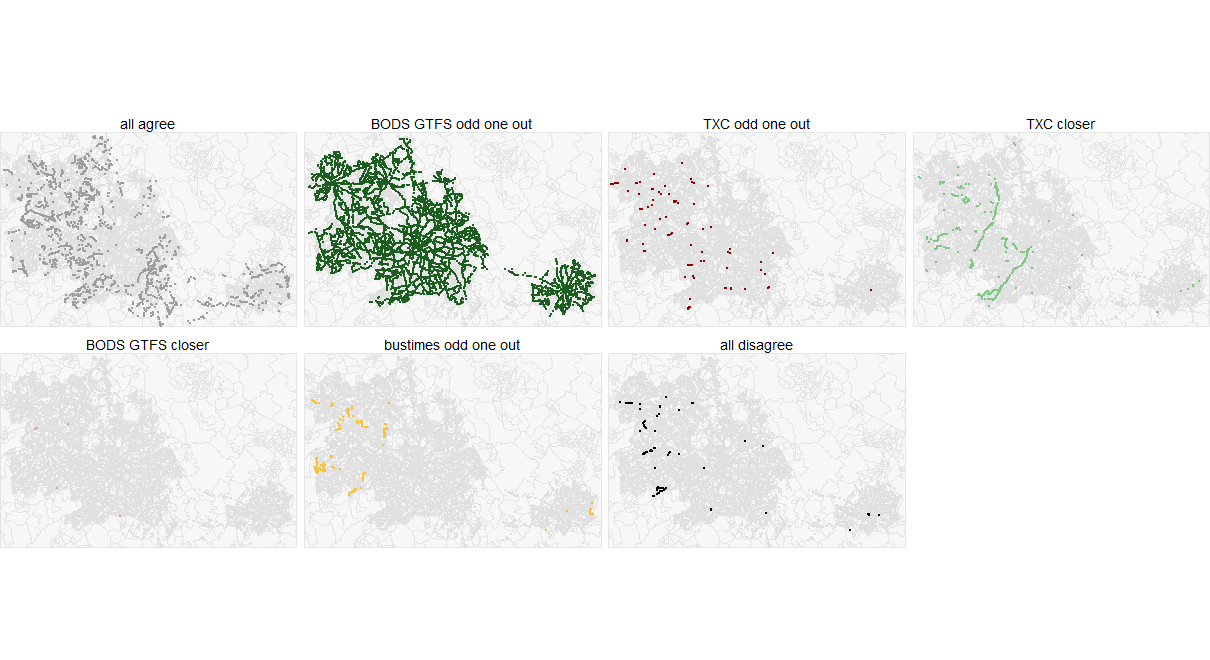 all agree
BODS GTFS odd one out
TXC odd one out
TXC closer
BODS GTFS closer
bustimes odd one out
all disagree